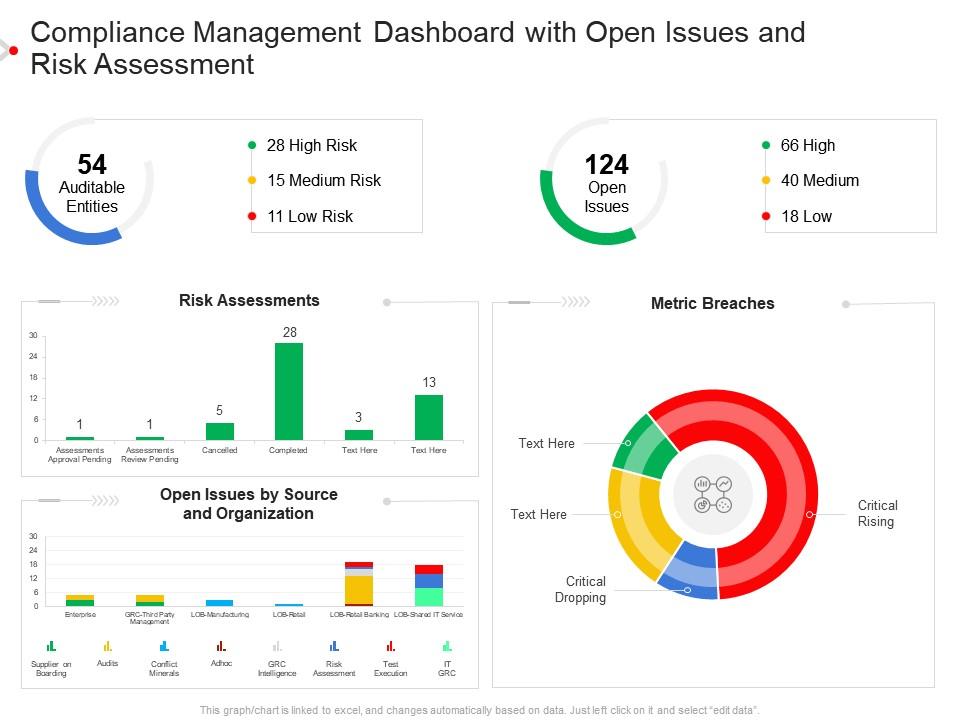 Compliance Management Dashboard with Open Issues and
Risk Assessment
54
Auditable
Entities
28 High Risk
15 Medium Risk
11 Low Risk
124
Open
Issues
66 High
40 Medium
18 Low
Risk Assessments
30
24
18
12
6
0
1
1
5
28
3
13
Assessments
Approval Pending
Assessments
Review Pending
Cancelled
Completed
Text Here
Text Here
Open Issues by Source
and Organization
30
24
18
12
6
0
Enterprise
GRC-Third Party
Management
LOB-Manufacturing
LOB-Retail
LOB-Retail Banking
LOB-Shared IT Service
Supplier on
Boarding
Audits
Conflict
Minerals
Adhoc
GRC
Intelligence
Risk
Assessment
Test
Execution
IT
GRC
Metric Breaches
Text Here
Text Here
Critical
Dropping
Critical
Rising
This graph/chart is linked to excel, and changes automatically based on data. Just left click on it and select “edit data”.